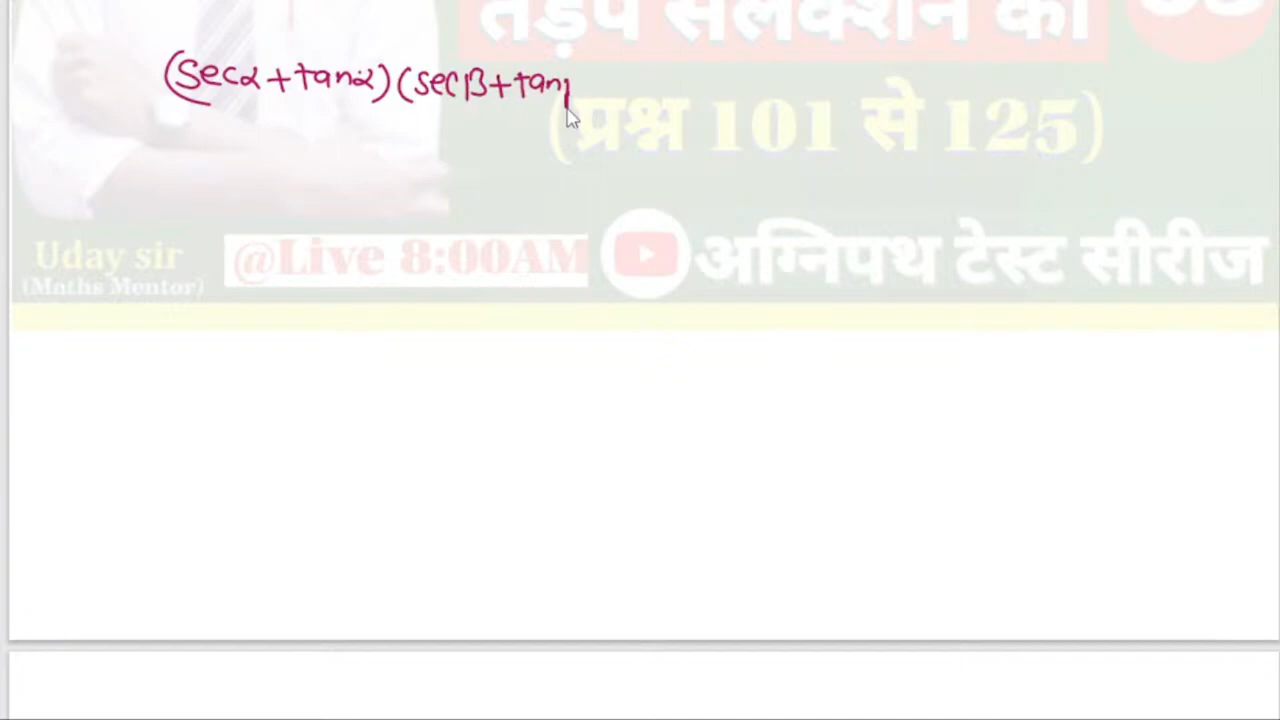 तड़प सलेक्शन की
(secα+tanα)(secβ+tan
(प्रश्न 101 से 125)
Uday sir
(Maths Mentor)
@Live 8:00AM
अग्निपथ टेस्ट सीरीज